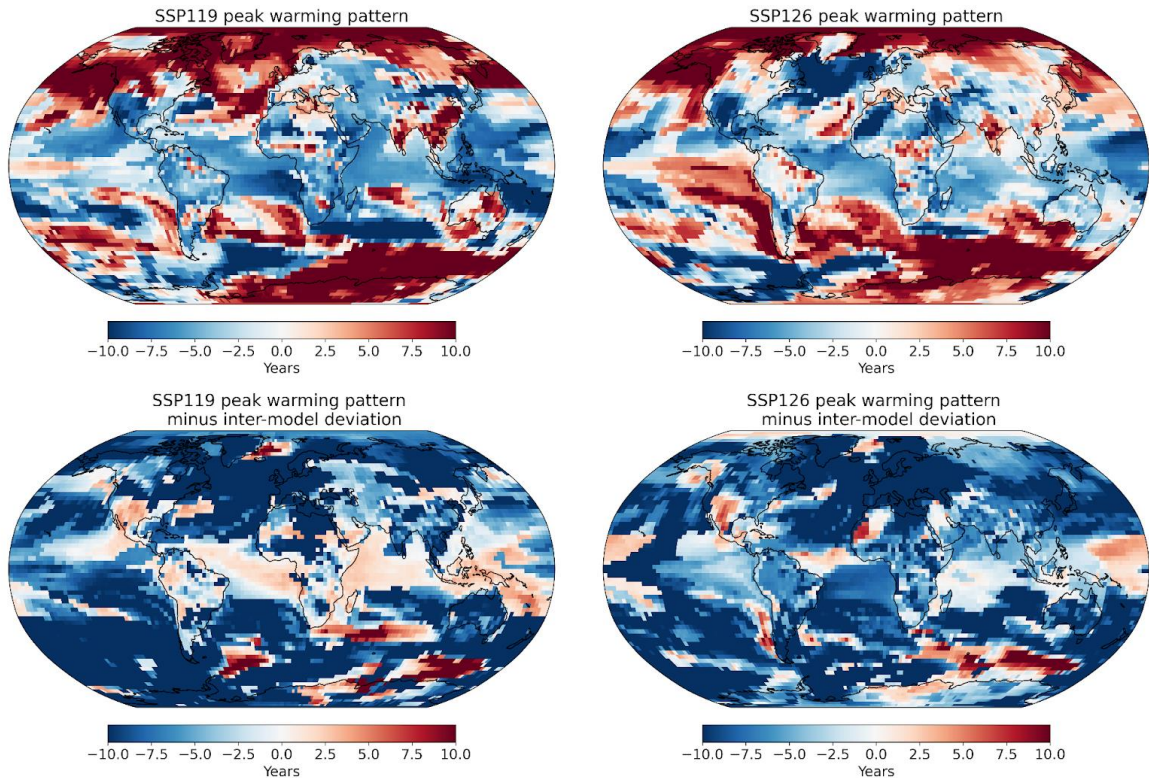 SSP119 peak warming pattern
SSP126 peak warming pattern
−10.0 −7.5 −5.0 −2.5 0.0 2.5 5.0 7.5 10.0
Years
−10.0 −7.5 −5.0 −2.5 0.0 2.5 5.0 7.5 10.0
Years
SSP119 peak warming pattern
minus inter-model deviation
SSP126 peak warming pattern
minus inter-model deviation
−10.0 −7.5 −5.0 −2.5 0.0 2.5 5.0 7.5 10.0
Years
−10.0 −7.5 −5.0 −2.5 0.0 2.5 5.0 7.5 10.0
Years